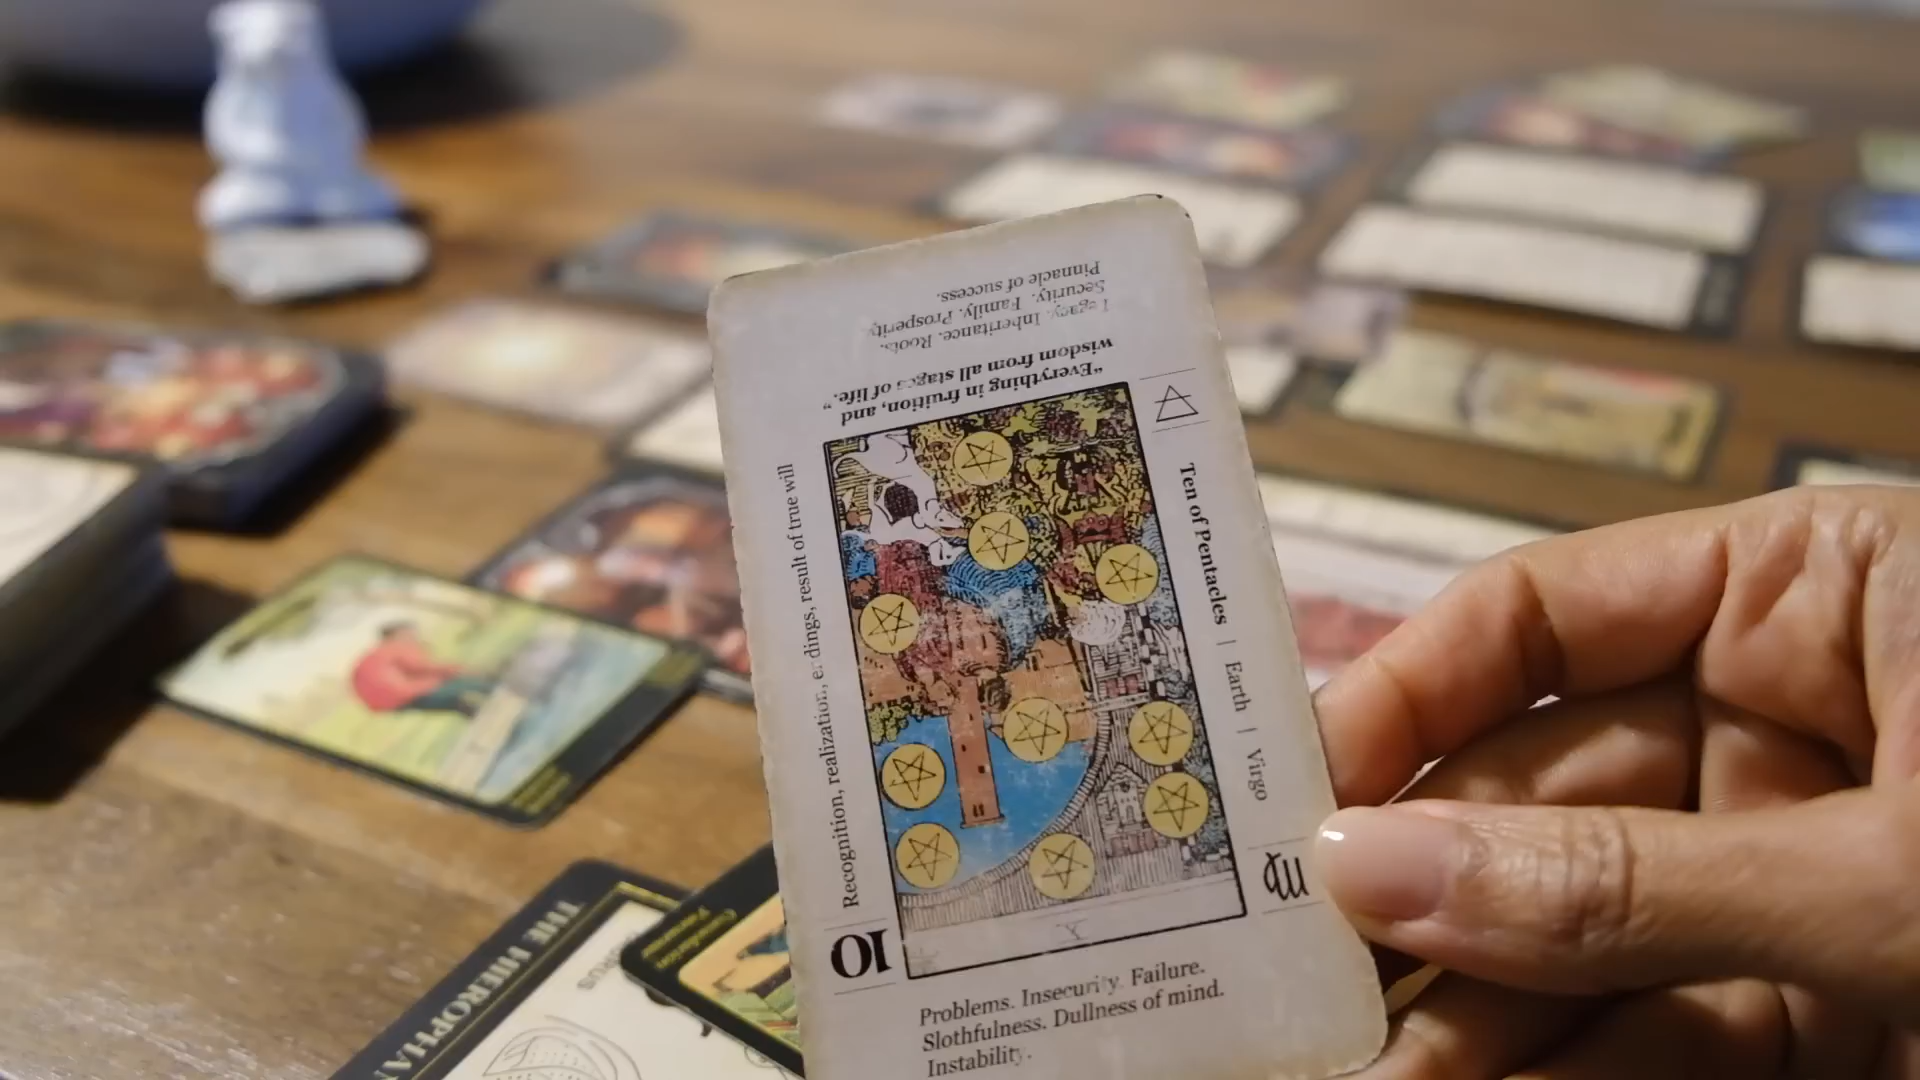 Legacy. Inheritance. Roots.
Security. Family. Prosperity.
Pinnacle of success.
"Everything in fruition, and
wisdom from all stages of life."
Recognition, realization, endings, result of true will
Ten of Pentacles | Earth | Virgo
10
X
Problems. Insecurity. Failure.
Slothfulness. Dullness of mind.
Instability.
THE HIEROPHAN